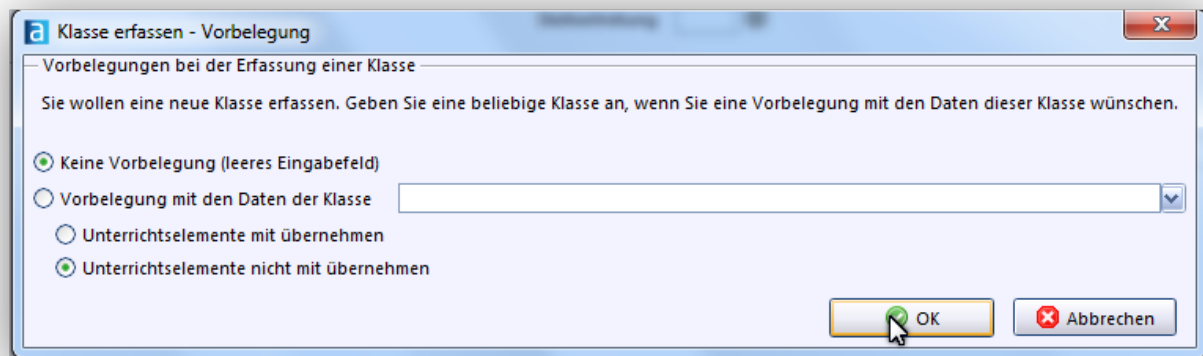 Klasse erfassen - Vorbelegung
Vorbelegungen bei der Erfassung einer Klasse
Sie wollen eine neue Klasse erfassen. Geben Sie eine beliebige Klasse an, wenn Sie eine Vorbelegung mit den Daten dieser Klasse wünschen.
Keine Vorbelegung (leeres Eingabefeld)
Vorbelegung mit den Daten der Klasse
Unterrichtselemente mit übernehmen
Unterrichtselemente nicht mit übernehmen
OK Abbrechen